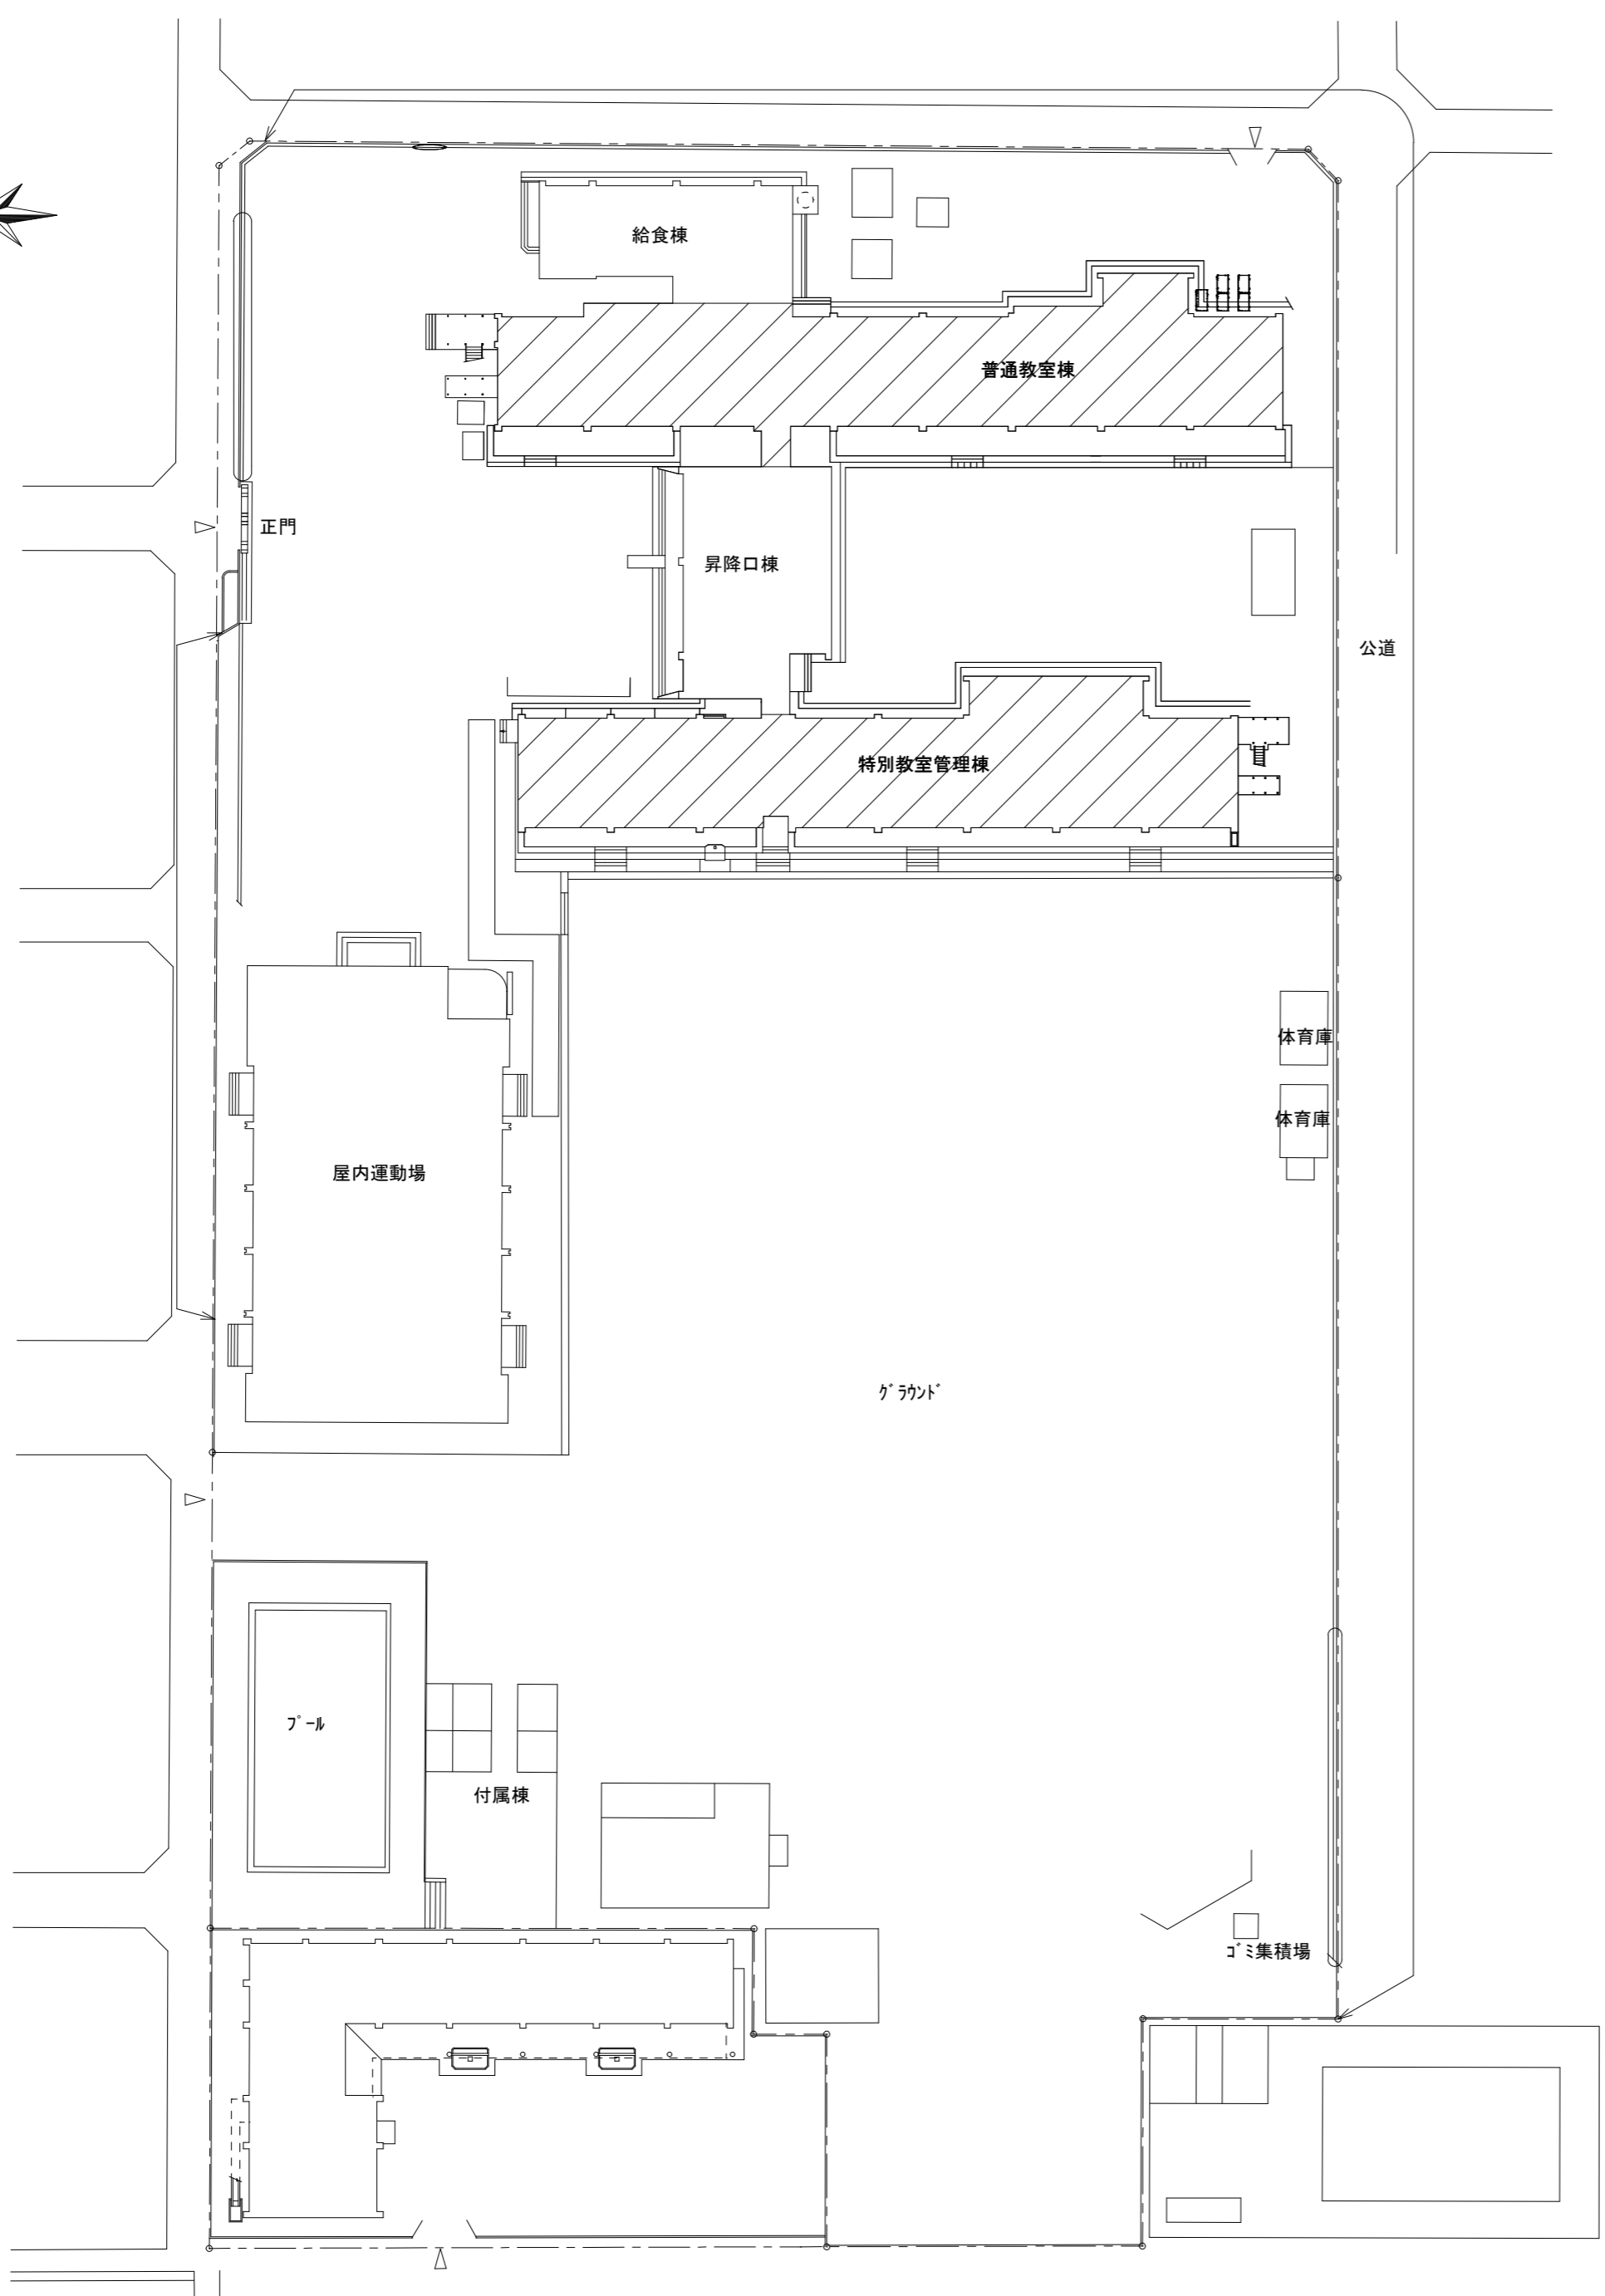 給食棟
普通教室棟
正門
昇降口棟
公道
特別教室管理棟
体育庫
体育庫
屋内運動場
ｸﾞﾗｳﾝﾄﾞ
ﾌﾟｰﾙ
付属棟
ｺﾞﾐ集積場